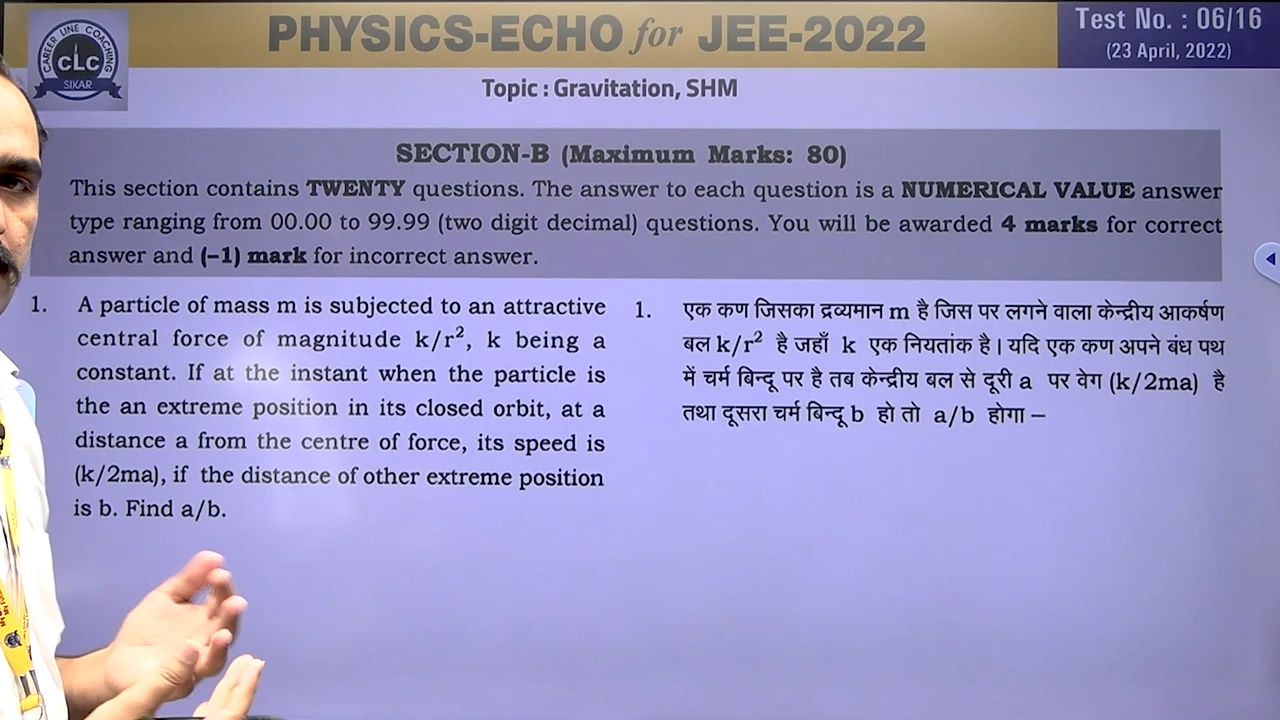 PHYSICS-ECHO for JEE-2022
Test No. : 06/16
(23 April, 2022)
CAREER LINE COACHING
CLC
SIKAR
Topic : Gravitation, SHM
SECTION-B (Maximum Marks: 80)
This section contains TWENTY questions. The answer to each question is a NUMERICAL VALUE answer
type ranging from 00.00 to 99.99 (two digit decimal) questions. You will be awarded 4 marks for correct
answer and (−1) mark for incorrect answer.
1. A particle of mass m is subjected to an attractive
central force of magnitude k/r², k being a
constant. If at the instant when the particle is
the an extreme position in its closed orbit, at a
distance a from the centre of force, its speed is
(k/2ma), if the distance of other extreme position
is b. Find a/b.
1. एक कण जिसका द्रव्यमान m है जिस पर लगने वाला केन्द्रीय आकर्षण
बल k/r² है जहाँ k एक नियतांक है। यदि एक कण अपने बंध पथ
में चर्म बिन्दू पर है तब केन्द्रीय बल से दूरी a पर वेग (k/2ma) है
तथा दूसरा चर्म बिन्दू b हो तो a/b होगा –